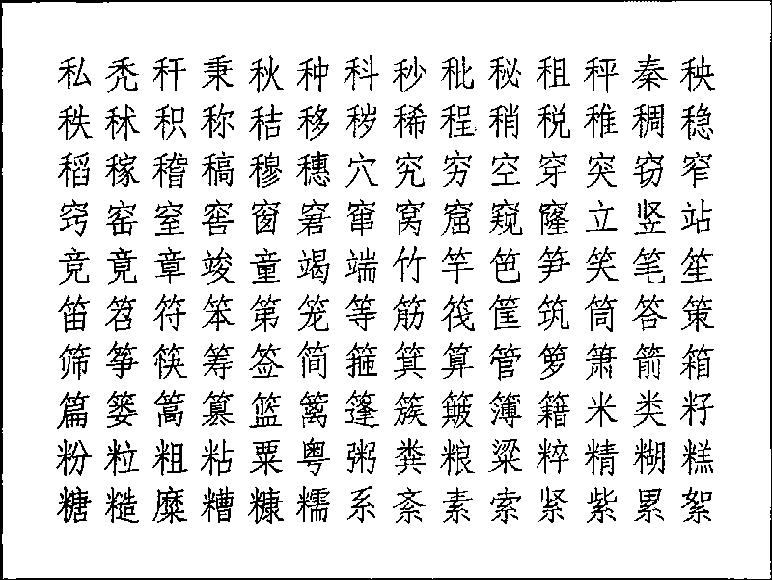 私秃秆秉秋种科秒秕秘租秤秦秧
秩秫积称秸移秽稀程稍税稚稠稳
稻稼稽稿穆穗穴究穷空穿突窃窄
窍窑窒窖窗窘窜窝窟窥窿立竖站
竞竟章竣童竭端竹竿笆笋笑笔笙
笛笤符笨第笼等筋筏筐筑筒答策
筛筝筷筹签简箍箕算管箩箫箭箱
篇篓篙篡篮篱篷簇簸簿籍米类籽
粉粒粗粘粟粤粥粪粮粱粹精糊糕
糖糙糜糟糠糯系紊素索紧紫累絮